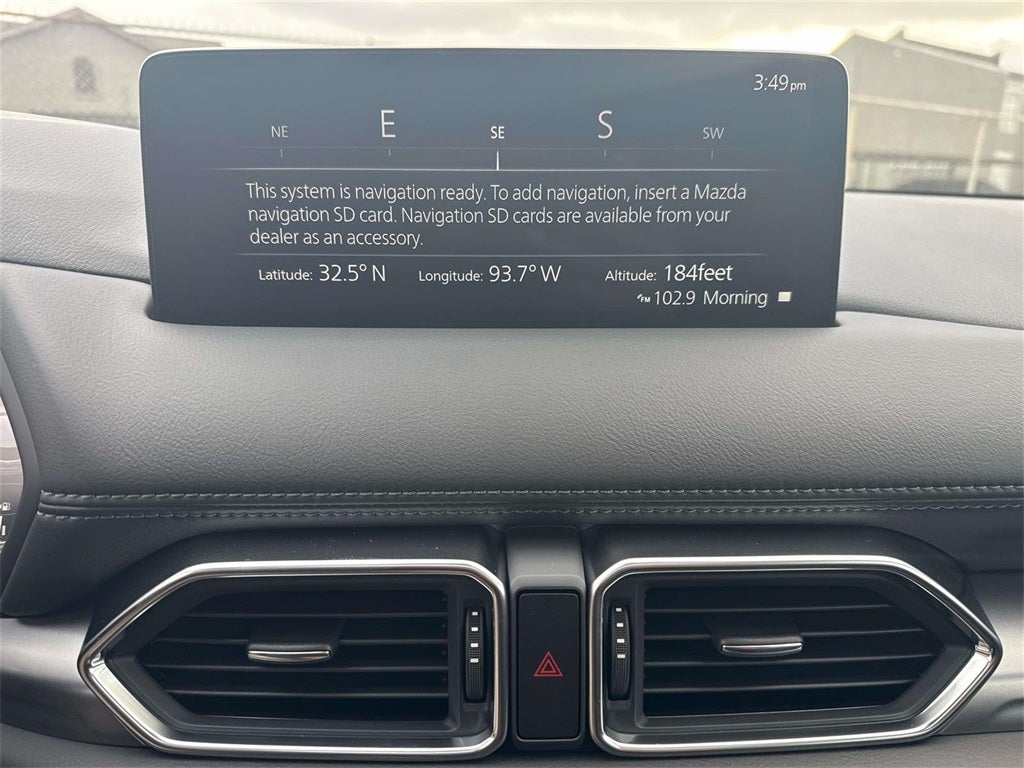 3:49pm
NE E SE S SW
This system is navigation ready. To add navigation, insert a Mazda
navigation SD card. Navigation SD cards are available from your
dealer as an accessory.
Latitude: 32.5° N Longitude: 93.7° W Altitude: 184feet
FM 102.9 Morning